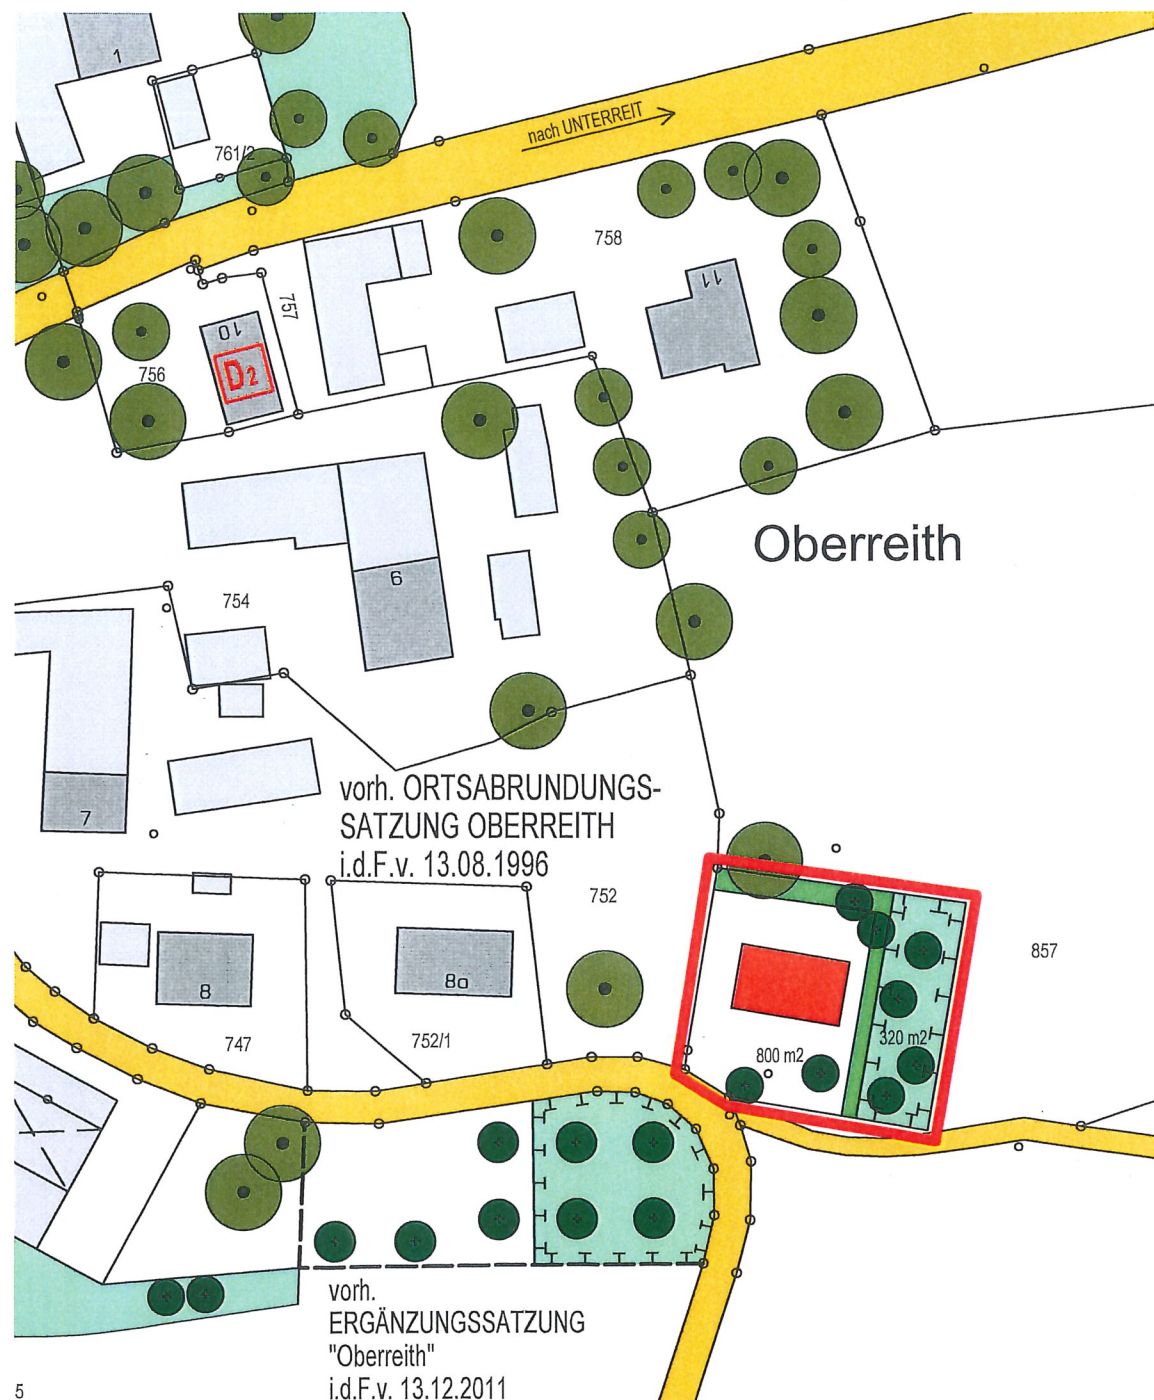 1
761/2
nach UNTERREIT
758
11
757
10
D2
756
Oberreith
6
754
7
vorh. ORTSABRUNDUNGS-
SATZUNG OBERREITH
i.d.F.v. 13.08.1996
752
857
8
8a
747
752/1
800 m2
320 m2
vorh.
ERGÄNZUNGSSATZUNG
"Oberreith"
i.d.F.v. 13.12.2011
5